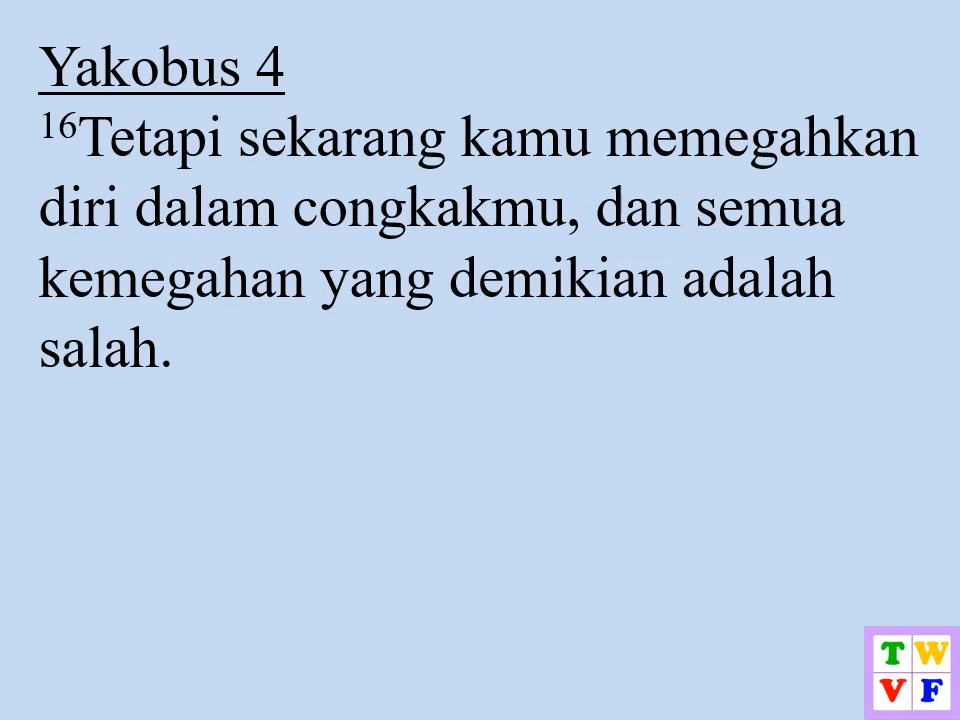 Yakobus 4
16Tetapi sekarang kamu memegahkan
diri dalam congkakmu, dan semua
kemegahan yang demikian adalah
salah.
T W
V F